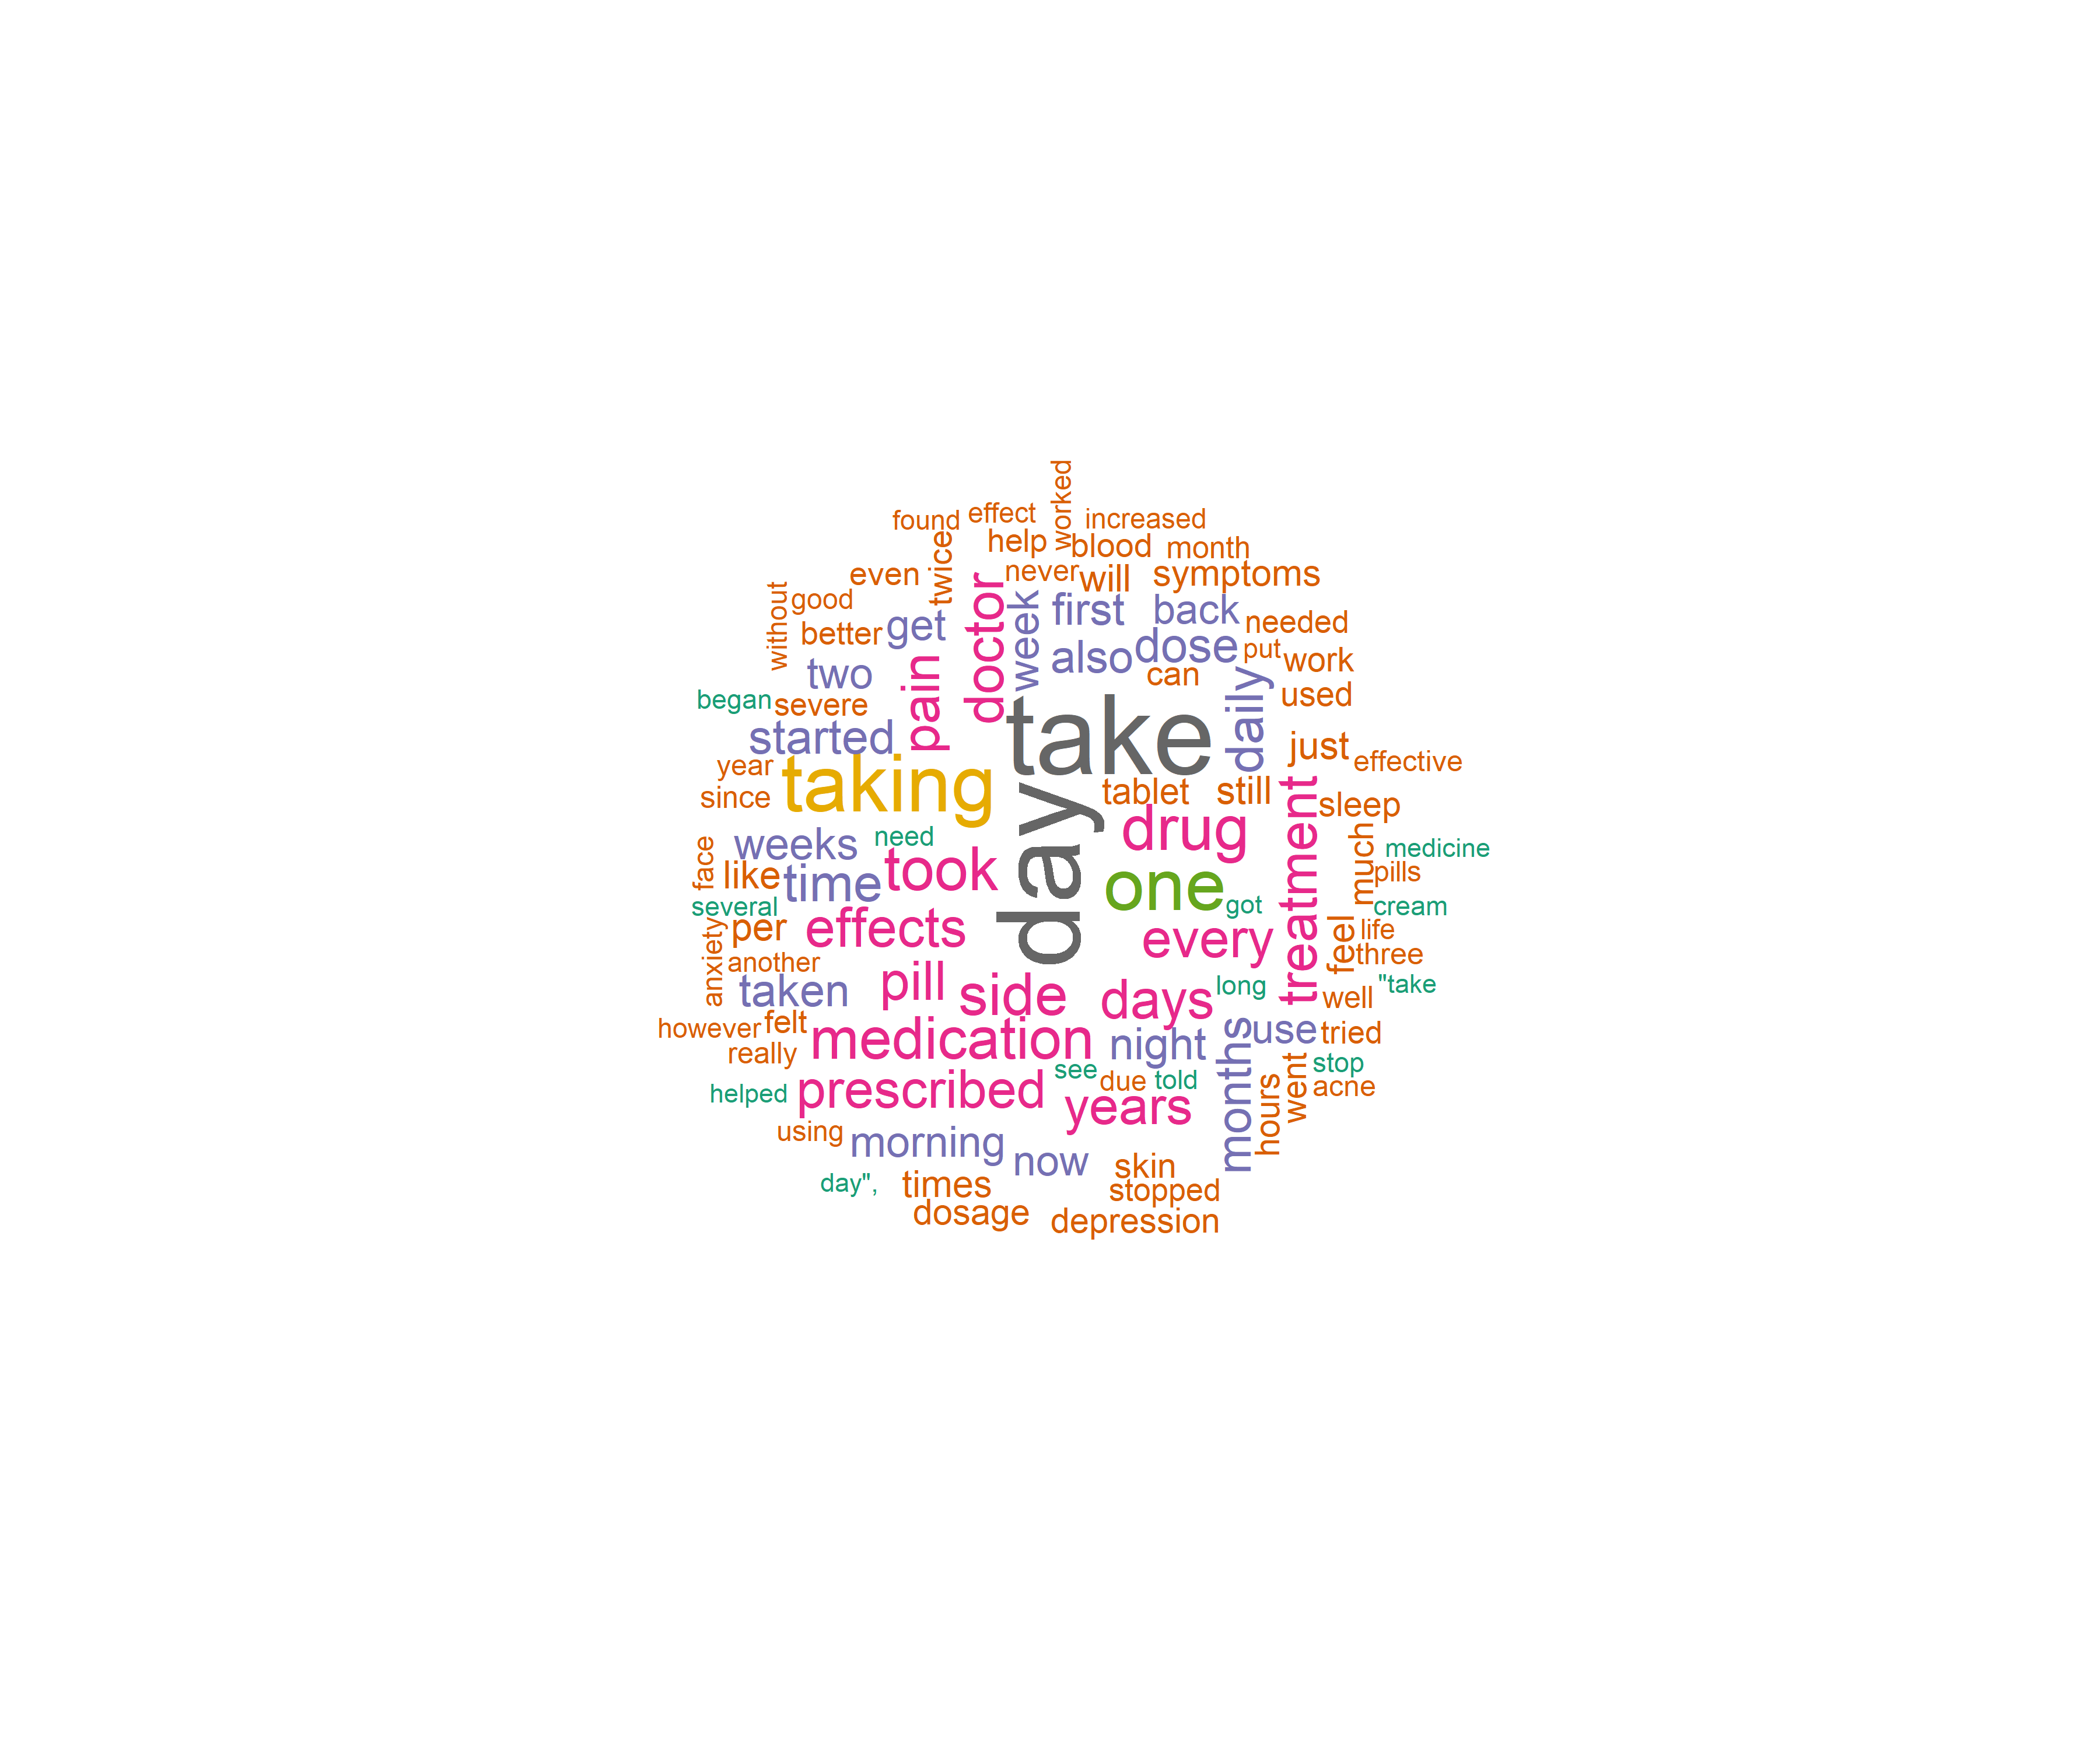 worked
found
effect
increased
help
blood
month
twice
even
never
will
symptoms
without
good
better
get
doctor
week
first
back
needed
two
pain
also
dose
put
work
can
began
severe
daily
used
started
take
just
effective
year
taking
since
tablet
still
sleep
day
drug
treatment
much
medicine
face
weeks
need
like
time
took
one
pills
several
got
cream
per
effects
every
feel
life
anxiety
another
three
taken
pill
side
days
long
"take
well
however
felt
really
medication
night
months
use
tried
helped
prescribed
see
due
told
years
hours
went
stop
acne
using
morning
now
skin
day",
times
stopped
dosage
depression